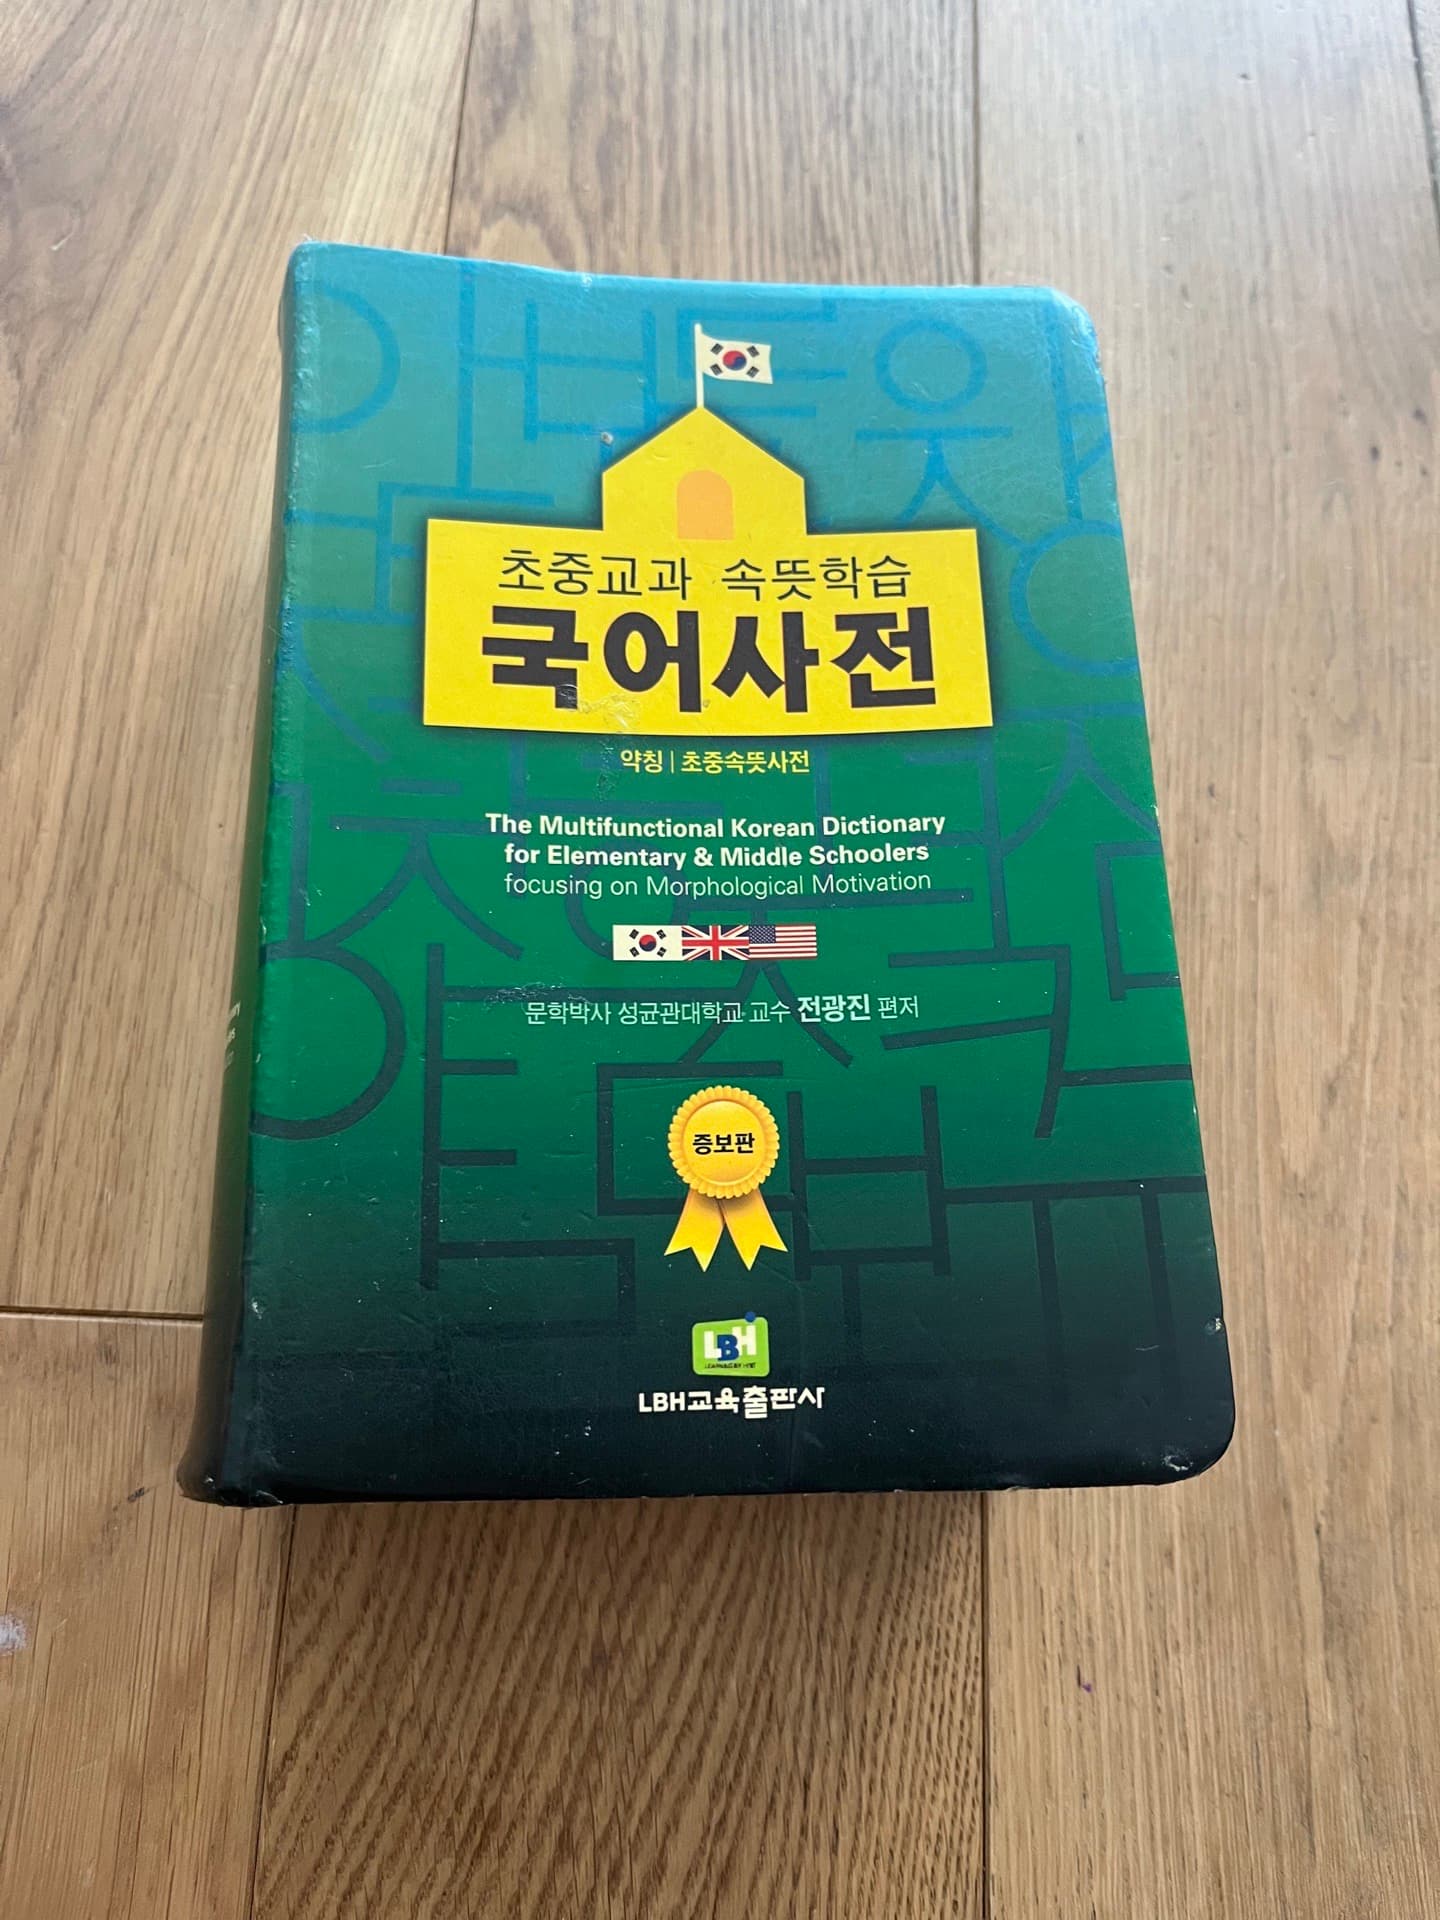 초중교과 속뜻학습
국어사전
약칭 | 초중속뜻사전
The Multifunctional Korean Dictionary
for Elementary & Middle Schoolers
focusing on Morphological Motivation
문학박사 성균관대학교 교수 전광진 편저
증보판
LBH
LBH교육출판사